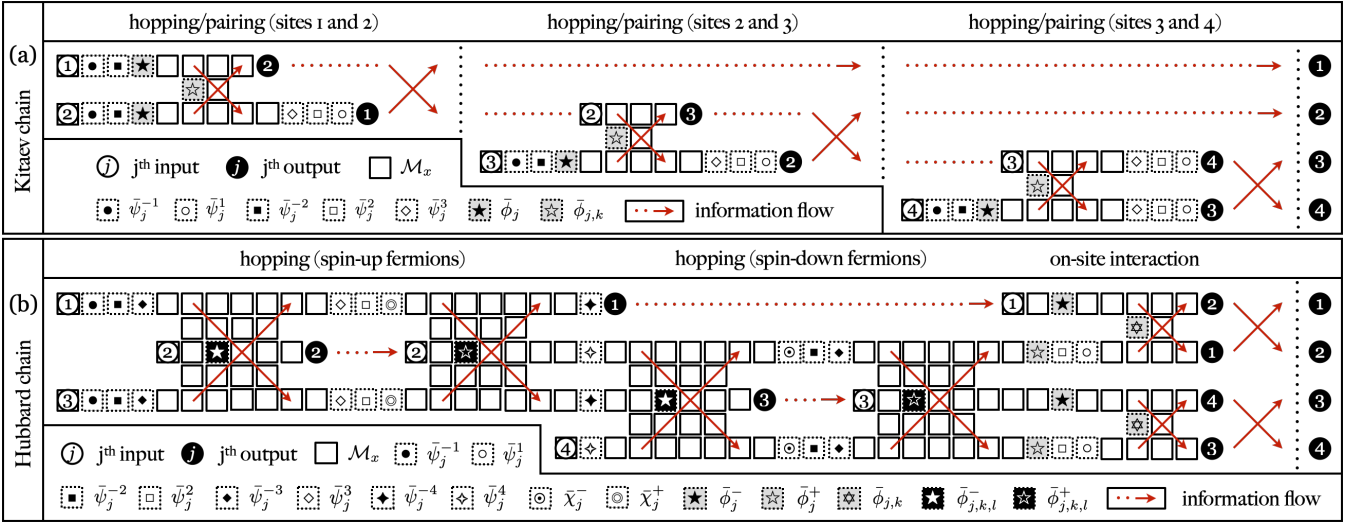 hopping/pairing (sites 1 and 2) hopping/pairing (sites 2 and 3) hopping/pairing (sites 3 and 4)
(a)
Kitaev chain
1 2 1
2 1 2 3 2
3 2 3 4 3
4 3 4
j jᵗʰ input j jᵗʰ output ℳₓ
ψ̄ⱼ⁻¹ ψ̄ⱼ¹ ψ̄ⱼ⁻² ψ̄ⱼ² ψ̄ⱼ³ ϕ̄ⱼ ϕ̄ⱼ,ₖ information flow
hopping (spin-up fermions) hopping (spin-down fermions) on-site interaction
(b)
Hubbard chain
1 1 1 2 1
2 2 2 1 2
3 3 3 4 3
4 3 4
j jᵗʰ input j jᵗʰ output ℳₓ ψ̄ⱼ⁻¹ ψ̄ⱼ¹
ψ̄ⱼ⁻² ψ̄ⱼ² ψ̄ⱼ⁻³ ψ̄ⱼ³ ψ̄ⱼ⁻⁴ ψ̄ⱼ⁴ χ̄ⱼ⁻ χ̄ⱼ⁺ ϕ̄ⱼ⁻ ϕ̄ⱼ⁺ ϕ̄ⱼ,ₖ ϕ̄⁻ⱼ,ₖ,ₗ ϕ̄⁺ⱼ,ₖ,ₗ information flow